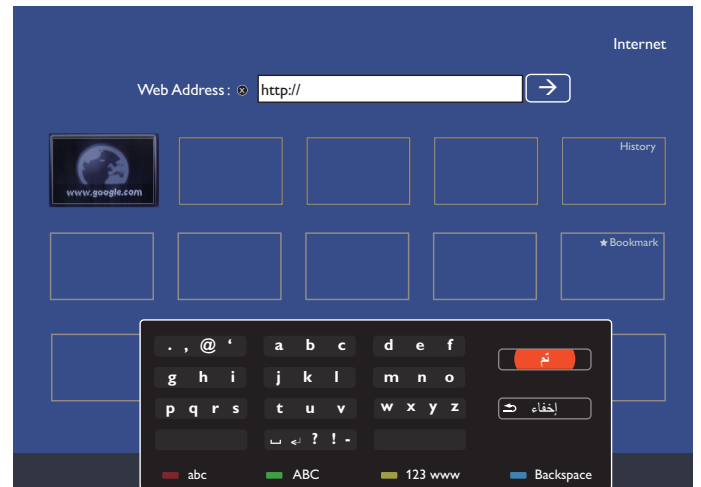 Internet
Web Address : http://
www.google.com
History
★ Bookmark
. , @ ‘ a b c d e f
تم
g h i j k l m n o
p q r s t u v w x y z
إخفاء
? ! -
abc ABC 123 www Backspace